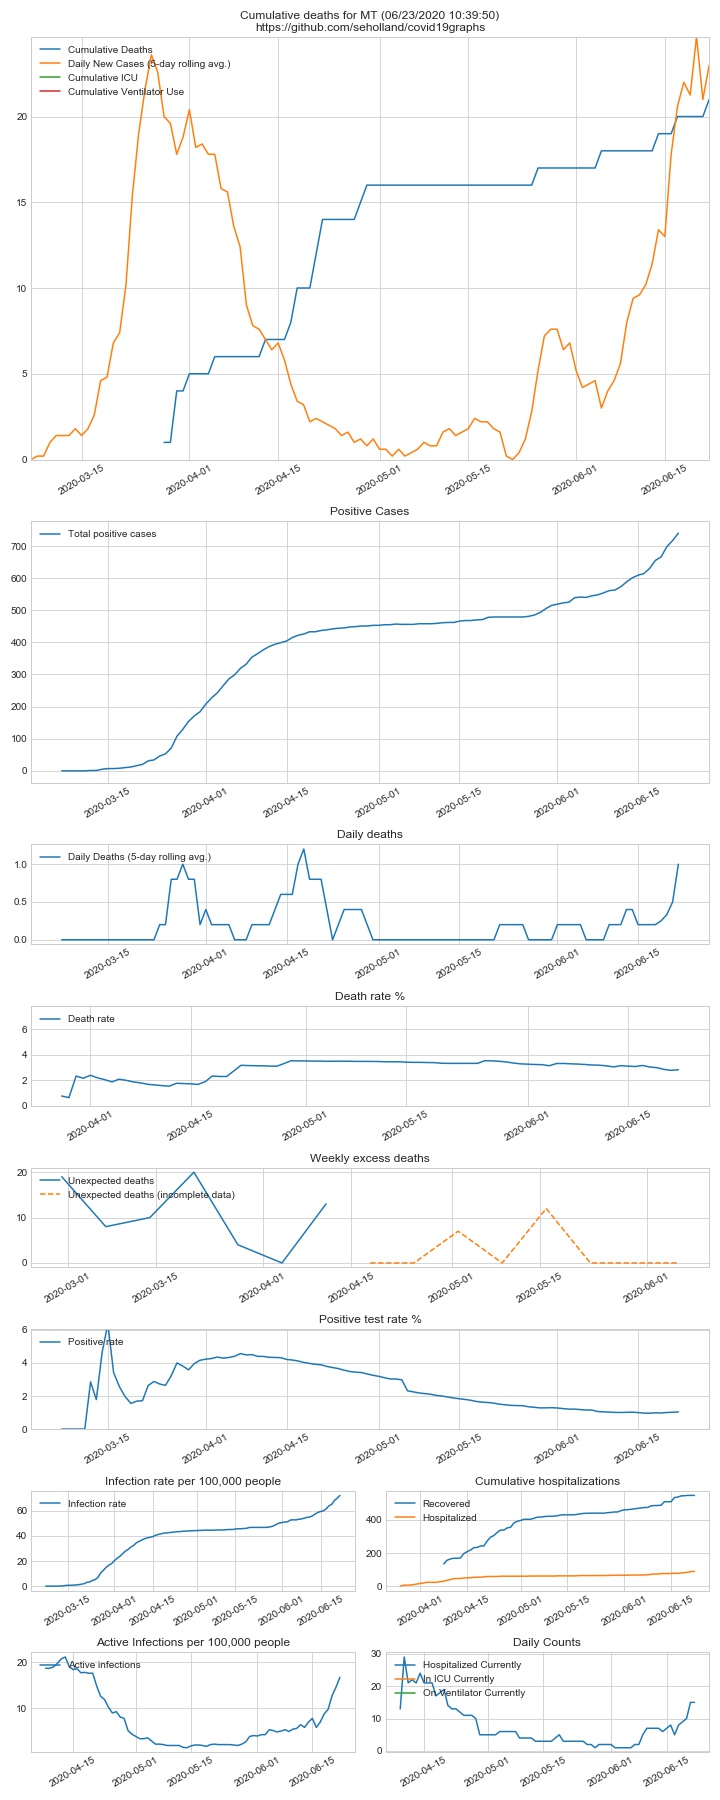 Cumulative deaths for MT (06/23/2020 10:39:50)
https://github.com/seholland/covid19graphs
Cumulative Deaths
Daily New Cases (5-day rolling avg.)
Cumulative ICU
Cumulative Ventilator Use
20
15
10
5
0
2020-03-15 2020-04-01 2020-04-15 2020-05-01 2020-05-15 2020-06-01 2020-06-15
Positive Cases
Total positive cases
700
600
500
400
300
200
100
0
2020-03-15 2020-04-01 2020-04-15 2020-05-01 2020-05-15 2020-06-01 2020-06-15
Daily deaths
Daily Deaths (5-day rolling avg.)
1.0
0.5
0.0
2020-03-15 2020-04-01 2020-04-15 2020-05-01 2020-05-15 2020-06-01 2020-06-15
Death rate %
Death rate
6
4
2
0
2020-04-01 2020-04-15 2020-05-01 2020-05-15 2020-06-01 2020-06-15
Weekly excess deaths
Unexpected deaths
Unexpected deaths (incomplete data)
20
10
0
2020-03-01 2020-03-15 2020-04-01 2020-04-15 2020-05-01 2020-05-15 2020-06-01
Positive test rate %
Positive rate
6
4
2
0
2020-03-15 2020-04-01 2020-04-15 2020-05-01 2020-05-15 2020-06-01 2020-06-15
Infection rate per 100,000 people
Infection rate
60
40
20
0
2020-03-15 2020-04-01 2020-04-15 2020-05-01 2020-05-15 2020-06-01 2020-06-15
Cumulative hospitalizations
Recovered
Hospitalized
400
200
0
2020-04-01 2020-04-15 2020-05-01 2020-05-15 2020-06-01 2020-06-15
Active Infections per 100,000 people
Active infections
20
10
2020-04-15 2020-05-01 2020-05-15 2020-06-01 2020-06-15
Daily Counts
Hospitalized Currently
In ICU Currently
On Ventilator Currently
30
20
10
0
2020-04-15 2020-05-01 2020-05-15 2020-06-01 2020-06-15